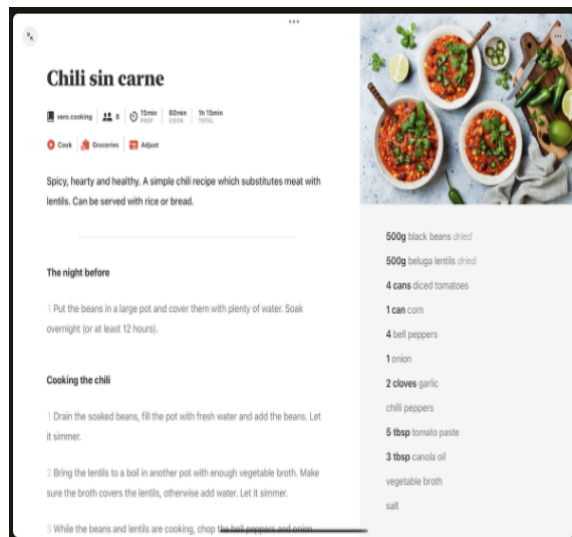 Chili sin carne
vero.cooking 8 15min PREP 60min COOK 1h 15min TOTAL
Cook Groceries Adjust
Spicy, hearty and healthy. A simple chili recipe which substitutes meat with
lentils. Can be served with rice or bread.
The night before
1 Put the beans in a large pot and cover them with plenty of water. Soak
overnight (or at least 12 hours).
Cooking the chili
1 Drain the soaked beans, fill the pot with fresh water and add the beans. Let
it simmer.
2 Bring the lentils to a boil in another pot with enough vegetable broth. Make
sure the broth covers the lentils, otherwise add water. Let it simmer.
3 While the beans and lentils are cooking, chop the bell peppers and onion
500g black beans dried
500g beluga lentils dried
4 cans diced tomatoes
1 can corn
4 bell peppers
1 onion
2 cloves garlic
chilli peppers
5 tbsp tomato paste
3 tbsp canola oil
vegetable broth
salt